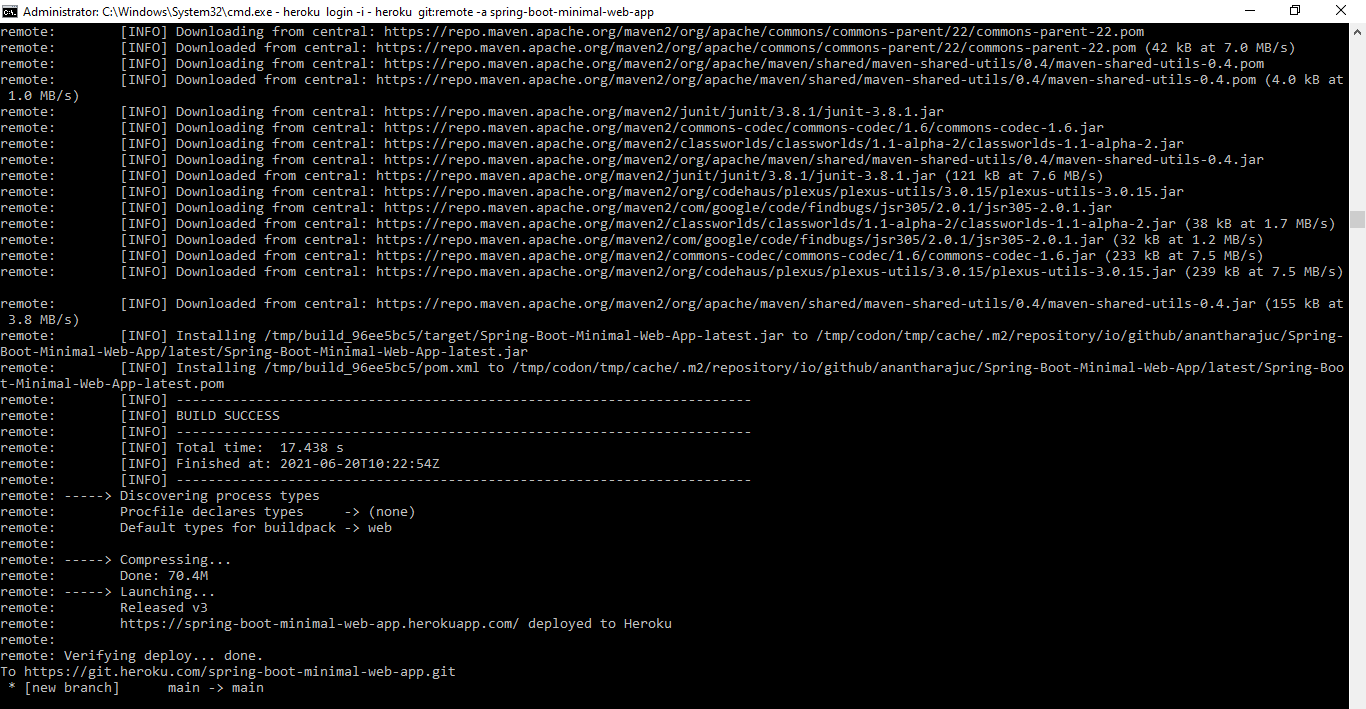 Administrator: C:\Windows\System32\cmd.exe - heroku  login -i - heroku  git:remote -a spring-boot-minimal-web-app
remote:        [INFO] Downloading from central: https://repo.maven.apache.org/maven2/org/apache/commons/commons-parent/22/commons-parent-22.pom
remote:        [INFO] Downloaded from central: https://repo.maven.apache.org/maven2/org/apache/commons/commons-parent/22/commons-parent-22.pom (42 kB at 7.0 MB/s)
remote:        [INFO] Downloading from central: https://repo.maven.apache.org/maven2/org/apache/maven/shared/maven-shared-utils/0.4/maven-shared-utils-0.4.pom
remote:        [INFO] Downloaded from central: https://repo.maven.apache.org/maven2/org/apache/maven/shared/maven-shared-utils/0.4/maven-shared-utils-0.4.pom (4.0 kB at
 1.0 MB/s)
remote:        [INFO] Downloading from central: https://repo.maven.apache.org/maven2/junit/junit/3.8.1/junit-3.8.1.jar
remote:        [INFO] Downloading from central: https://repo.maven.apache.org/maven2/commons-codec/commons-codec/1.6/commons-codec-1.6.jar
remote:        [INFO] Downloading from central: https://repo.maven.apache.org/maven2/classworlds/classworlds/1.1-alpha-2/classworlds-1.1-alpha-2.jar
remote:        [INFO] Downloading from central: https://repo.maven.apache.org/maven2/org/apache/maven/shared/maven-shared-utils/0.4/maven-shared-utils-0.4.jar
remote:        [INFO] Downloaded from central: https://repo.maven.apache.org/maven2/junit/junit/3.8.1/junit-3.8.1.jar (121 kB at 7.6 MB/s)
remote:        [INFO] Downloading from central: https://repo.maven.apache.org/maven2/org/codehaus/plexus/plexus-utils/3.0.15/plexus-utils-3.0.15.jar
remote:        [INFO] Downloading from central: https://repo.maven.apache.org/maven2/com/google/code/findbugs/jsr305/2.0.1/jsr305-2.0.1.jar
remote:        [INFO] Downloaded from central: https://repo.maven.apache.org/maven2/classworlds/classworlds/1.1-alpha-2/classworlds-1.1-alpha-2.jar (38 kB at 1.7 MB/s)
remote:        [INFO] Downloaded from central: https://repo.maven.apache.org/maven2/com/google/code/findbugs/jsr305/2.0.1/jsr305-2.0.1.jar (32 kB at 1.2 MB/s)
remote:        [INFO] Downloaded from central: https://repo.maven.apache.org/maven2/commons-codec/commons-codec/1.6/commons-codec-1.6.jar (233 kB at 7.5 MB/s)
remote:        [INFO] Downloaded from central: https://repo.maven.apache.org/maven2/org/codehaus/plexus/plexus-utils/3.0.15/plexus-utils-3.0.15.jar (239 kB at 7.5 MB/s)
remote:        [INFO] Downloaded from central: https://repo.maven.apache.org/maven2/org/apache/maven/shared/maven-shared-utils/0.4/maven-shared-utils-0.4.jar (155 kB at
 3.8 MB/s)
remote:        [INFO] Installing /tmp/build_96ee5bc5/target/Spring-Boot-Minimal-Web-App-latest.jar to /tmp/codon/tmp/cache/.m2/repository/io/github/anantharajuc/Spring-
Boot-Minimal-Web-App/latest/Spring-Boot-Minimal-Web-App-latest.jar
remote:        [INFO] Installing /tmp/build_96ee5bc5/pom.xml to /tmp/codon/tmp/cache/.m2/repository/io/github/anantharajuc/Spring-Boot-Minimal-Web-App/latest/Spring-Boo
t-Minimal-Web-App-latest.pom
remote:        [INFO] ------------------------------------------------------------------------
remote:        [INFO] BUILD SUCCESS
remote:        [INFO] ------------------------------------------------------------------------
remote:        [INFO] Total time:  17.438 s
remote:        [INFO] Finished at: 2021-06-20T10:22:54Z
remote:        [INFO] ------------------------------------------------------------------------
remote: -----> Discovering process types
remote:        Procfile declares types     -> (none)
remote:        Default types for buildpack -> web
remote:
remote: -----> Compressing...
remote:        Done: 70.4M
remote: -----> Launching...
remote:        Released v3
remote:        https://spring-boot-minimal-web-app.herokuapp.com/ deployed to Heroku
remote:
remote: Verifying deploy... done.
To https://git.heroku.com/spring-boot-minimal-web-app.git
 * [new branch]      main -> main